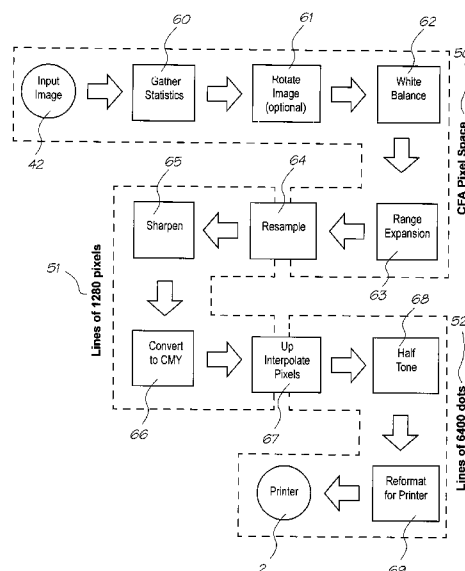 60
61
62
50
Input
Image
Gather
Statistics
Rotate
Image
(optional)
White
Balance
42
CFA Pixel Space
65
64
Sharpen
Resample
Range
Expansion
63
51
Lines of 1280 pixels
68
52
Convert
to CMY
Up
Interpolate
Pixels
Half
Tone
66
67
Lines of 6400 dots
Printer
Reformat
for Printer
2
69